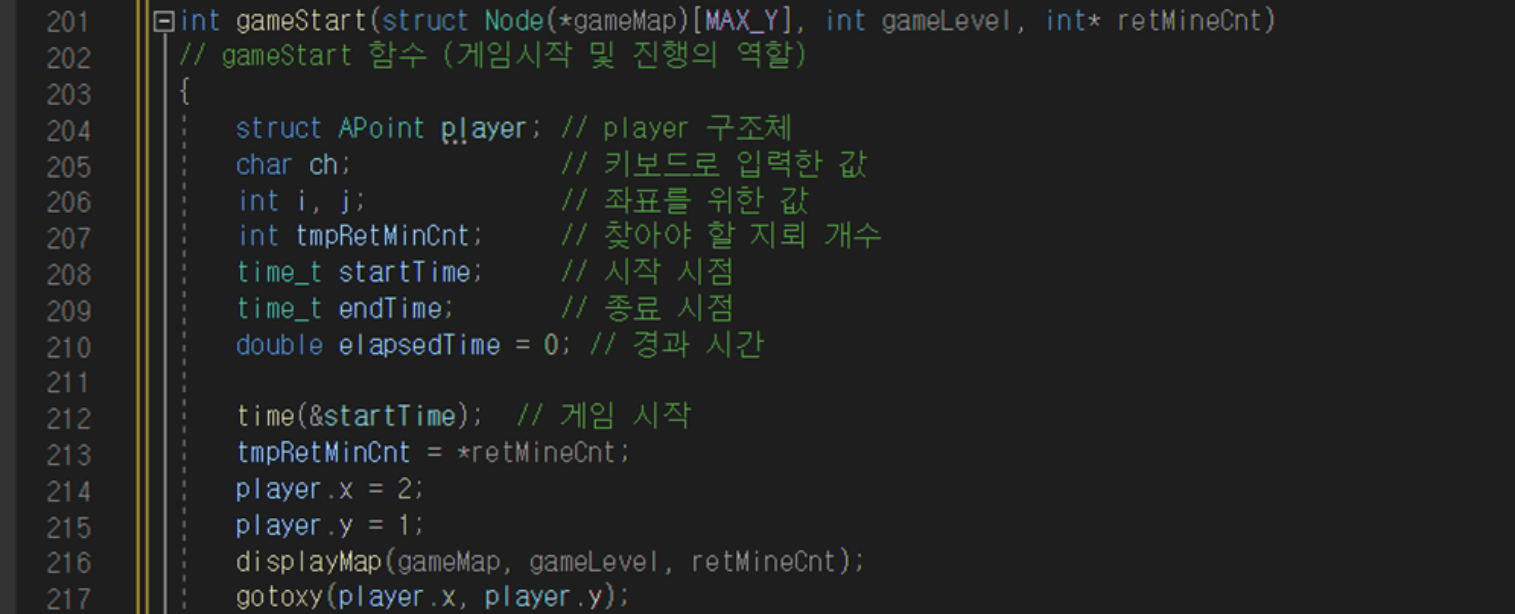 201 int gameStart(struct Node(*gameMap)[MAX_Y], int gameLevel, int* retMineCnt)
202 // gameStart 함수 (게임시작 및 진행의 역할)
203 {
204 struct APoint player; // player 구조체
205 char ch; // 키보드로 입력한 값
206 int i, j; // 좌표를 위한 값
207 int tmpRetMinCnt; // 찾아야 할 지뢰 개수
208 time_t startTime; // 시작 시점
209 time_t endTime; // 종료 시점
210 double elapsedTime = 0; // 경과 시간
211
212 time(&startTime); // 게임 시작
213 tmpRetMinCnt = *retMineCnt;
214 player.x = 2;
215 player.y = 1;
216 displayMap(gameMap, gameLevel, retMineCnt);
217 gotoxy(player.x, player.y);